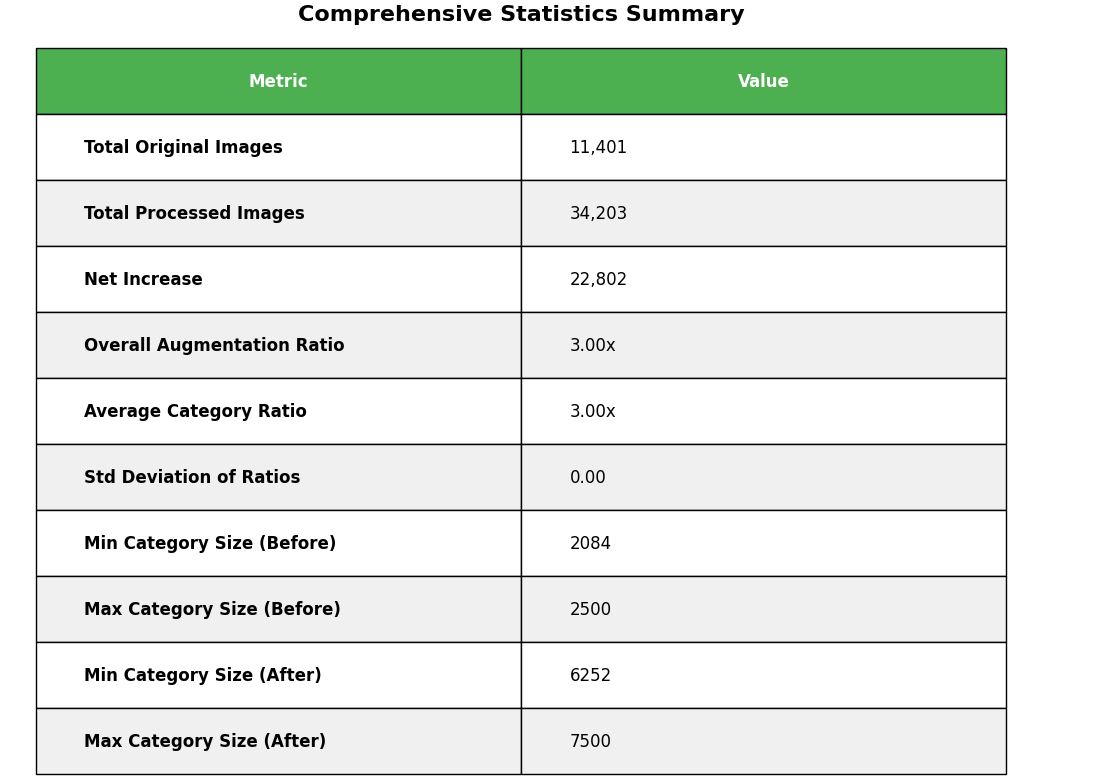 Comprehensive Statistics Summary
Metric Value
Total Original Images 11,401
Total Processed Images 34,203
Net Increase 22,802
Overall Augmentation Ratio 3.00x
Average Category Ratio 3.00x
Std Deviation of Ratios 0.00
Min Category Size (Before) 2084
Max Category Size (Before) 2500
Min Category Size (After) 6252
Max Category Size (After) 7500